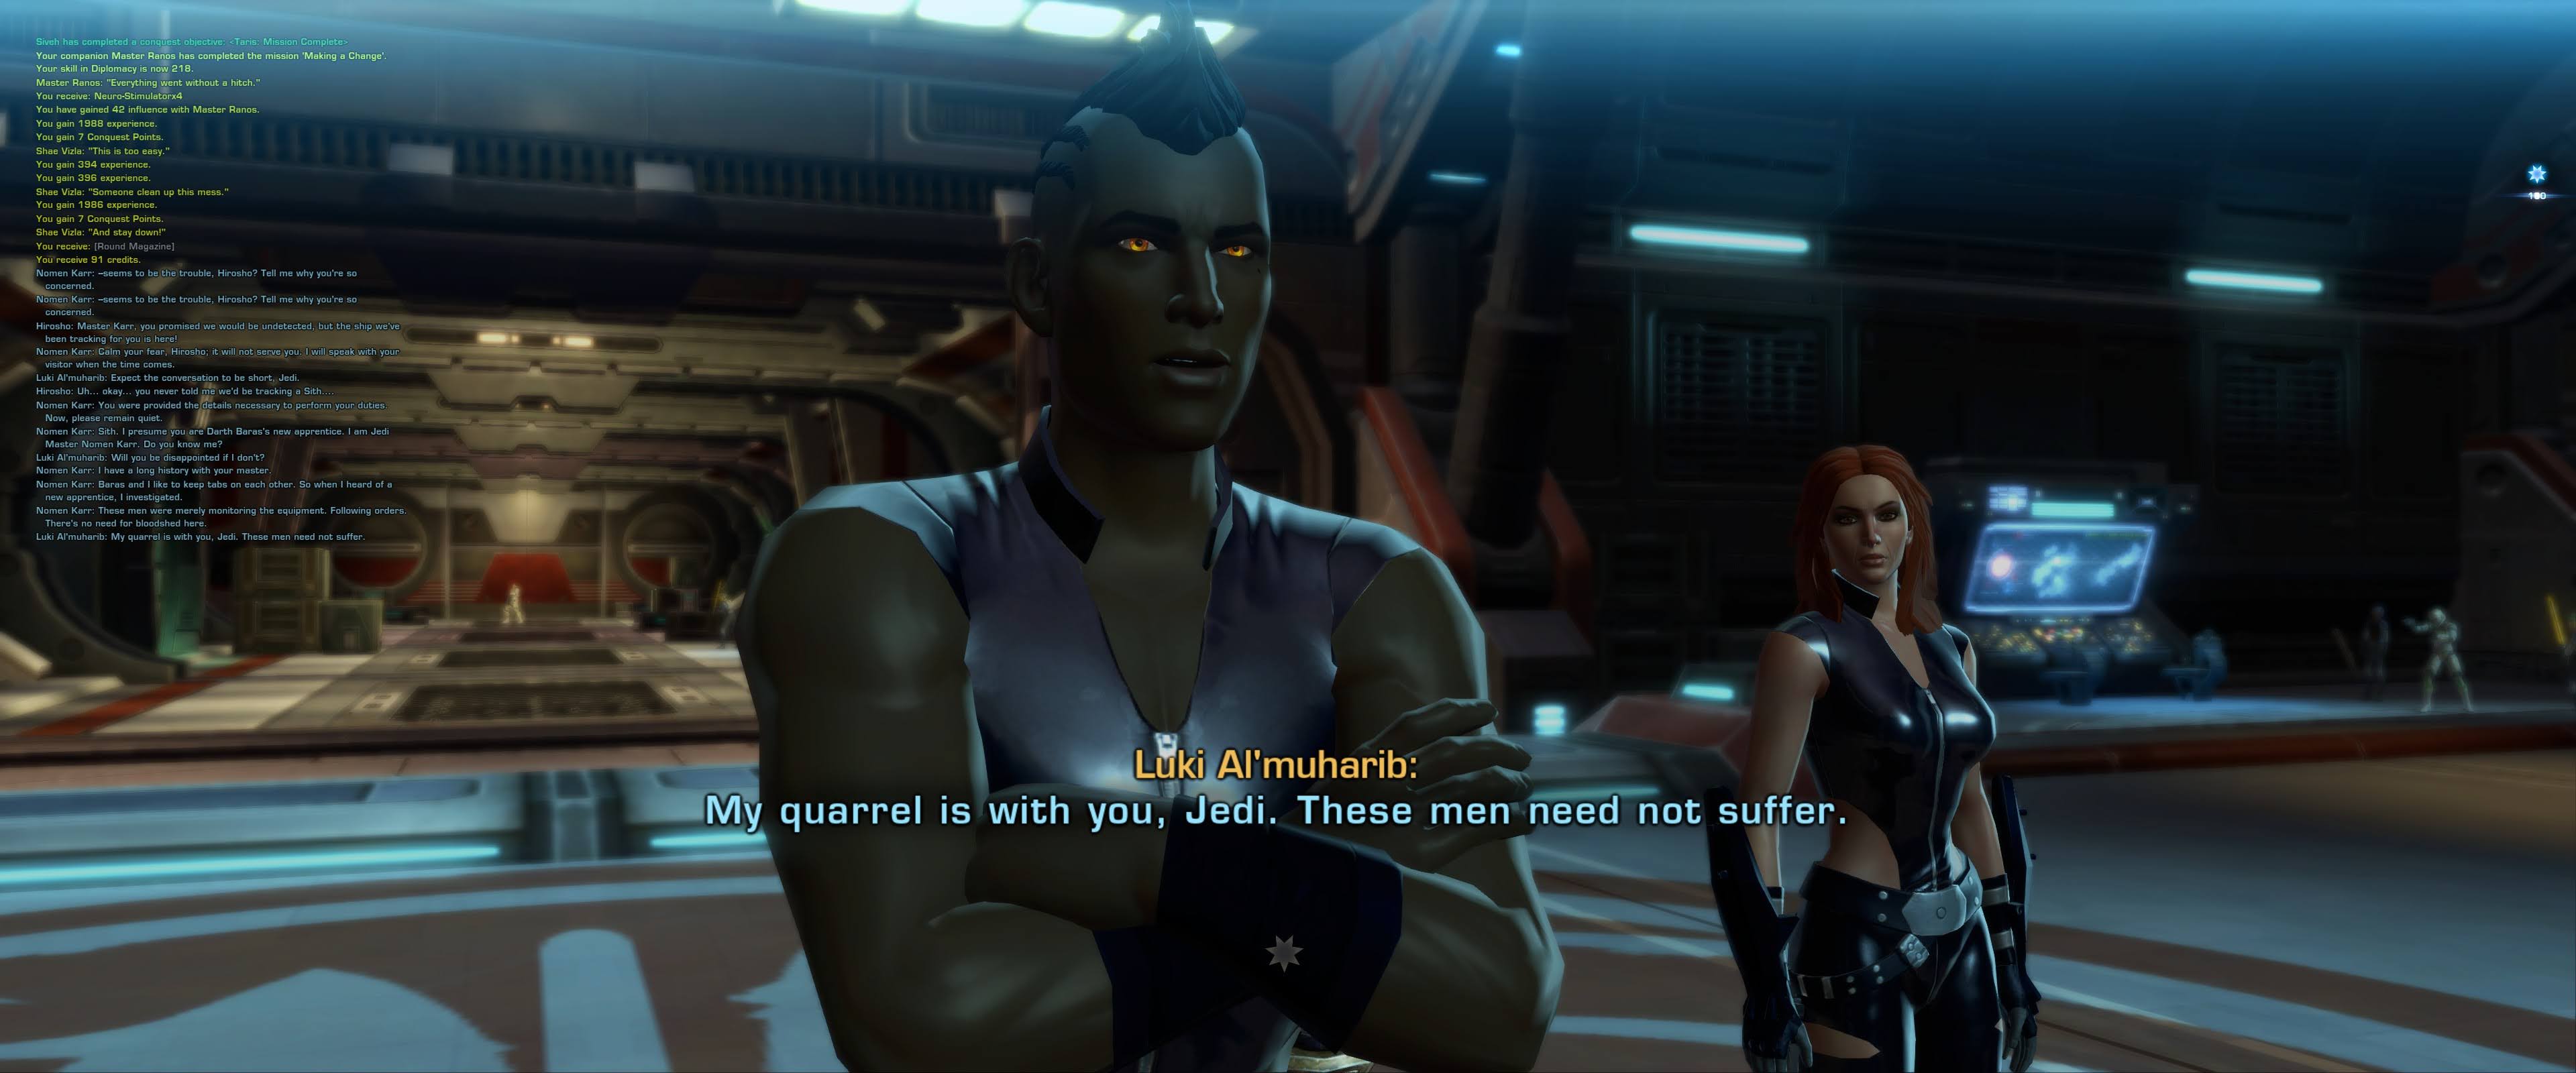 Siveh has completed a conquest objective: <Taris: Mission Complete>
Your companion Master Ranos has completed the mission 'Making a Change'.
Your skill in Diplomacy is now 218.
Master Ranos: "Everything went without a hitch."
You receive: Neuro-Stimulatorx4
You have gained 42 influence with Master Ranos.
You gain 1988 experience.
You gain 7 Conquest Points.
Shae Vizla: "This is too easy."
You gain 394 experience.
You gain 396 experience.
Shae Vizla: "Someone clean up this mess."
You gain 1986 experience.
You gain 7 Conquest Points.
Shae Vizla: "And stay down!"
You receive: [Round Magazine]
You receive 91 credits.
Nomen Karr: –seems to be the trouble, Hirosho? Tell me why you're so
concerned.
Nomen Karr: –seems to be the trouble, Hirosho? Tell me why you're so
concerned.
Hirosho: Master Karr, you promised we would be undetected, but the ship we've
been tracking for you is here!
Nomen Karr: Calm your fear, Hirosho; it will not serve you. I will speak with your
visitor when the time comes.
Luki Al'muharib: Expect the conversation to be short, Jedi.
Hirosho: Uh... okay... you never told me we'd be tracking a Sith....
Nomen Karr: You were provided the details necessary to perform your duties.
Now, please remain quiet.
Nomen Karr: Sith. I presume you are Darth Baras's new apprentice. I am Jedi
Master Nomen Karr. Do you know me?
Luki Al'muharib: Will you be disappointed if I don't?
Nomen Karr: I have a long history with your master.
Nomen Karr: Baras and I like to keep tabs on each other. So when I heard of a
new apprentice, I investigated.
Nomen Karr: These men were merely monitoring the equipment. Following orders.
There's no need for bloodshed here.
Luki Al'muharib: My quarrel is with you, Jedi. These men need not suffer.
Luki Al'muharib:
My quarrel is with you, Jedi. These men need not suffer.